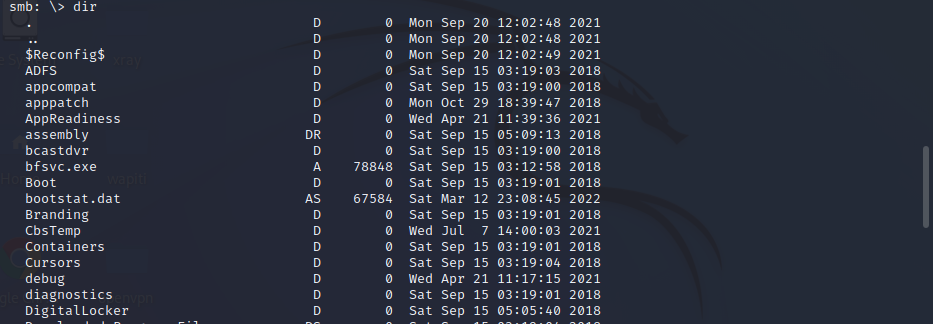 smb: \> dir
. D 0 Mon Sep 20 12:02:48 2021
.. D 0 Mon Sep 20 12:02:48 2021
$Reconfig$ D 0 Mon Sep 20 12:02:49 2021
ADFS D 0 Sat Sep 15 03:19:03 2018
appcompat D 0 Sat Sep 15 03:19:00 2018
apppatch D 0 Mon Oct 29 18:39:47 2018
AppReadiness D 0 Wed Apr 21 11:39:36 2021
assembly DR 0 Sat Sep 15 05:09:13 2018
bcastdvr D 0 Sat Sep 15 03:19:00 2018
bfsvc.exe A 78848 Sat Sep 15 03:12:58 2018
Boot D 0 Sat Sep 15 03:19:01 2018
bootstat.dat AS 67584 Sat Mar 12 23:08:45 2022
Branding D 0 Sat Sep 15 03:19:01 2018
CbsTemp D 0 Wed Jul 7 14:00:03 2021
Containers D 0 Sat Sep 15 03:19:01 2018
Cursors D 0 Sat Sep 15 03:19:04 2018
debug D 0 Wed Apr 21 11:17:15 2021
diagnostics D 0 Sat Sep 15 03:19:01 2018
DigitalLocker D 0 Sat Sep 15 05:05:40 2018